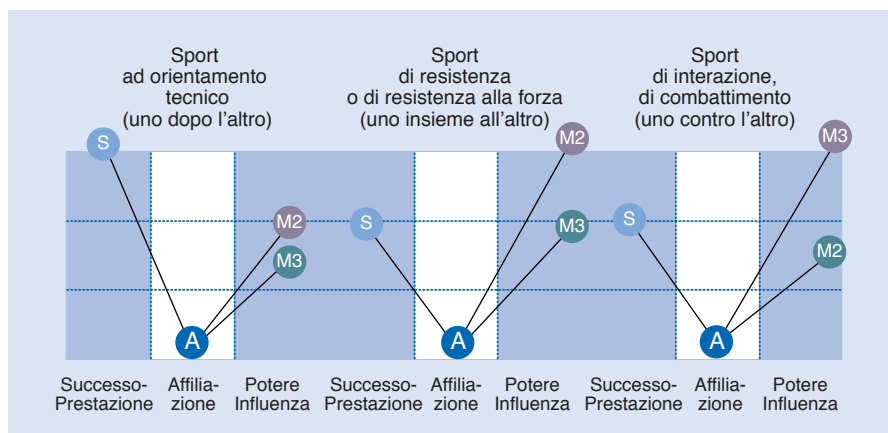 Sport
ad orientamento
tecnico
(uno dopo l'altro)
Sport
di resistenza
o di resistenza alla forza
(uno insieme all'altro)
Sport
di interazione,
di combattimento
(uno contro l'altro)
S
M2
M3
A
S
M2
M3
A
S
M3
M2
A
Successo-
Prestazione
Affilia-
zione
Potere
Influenza
Successo-
Prestazione
Affilia-
zione
Potere
Influenza
Successo-
Prestazione
Affilia-
zione
Potere
Influenza